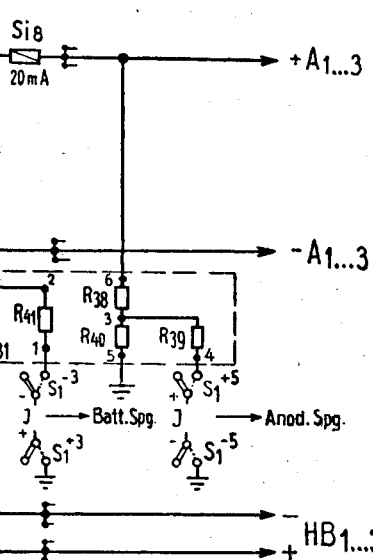 Si8
20mA
+A1...3
-A1...3
2
6
R38
R41
3
R40
R39
1
5
4
S1-3
S1+5
-
+
J
Batt.Spg.
J
Anod.Spg.
+
-
S1+3
S1-5
-
HB1...
+